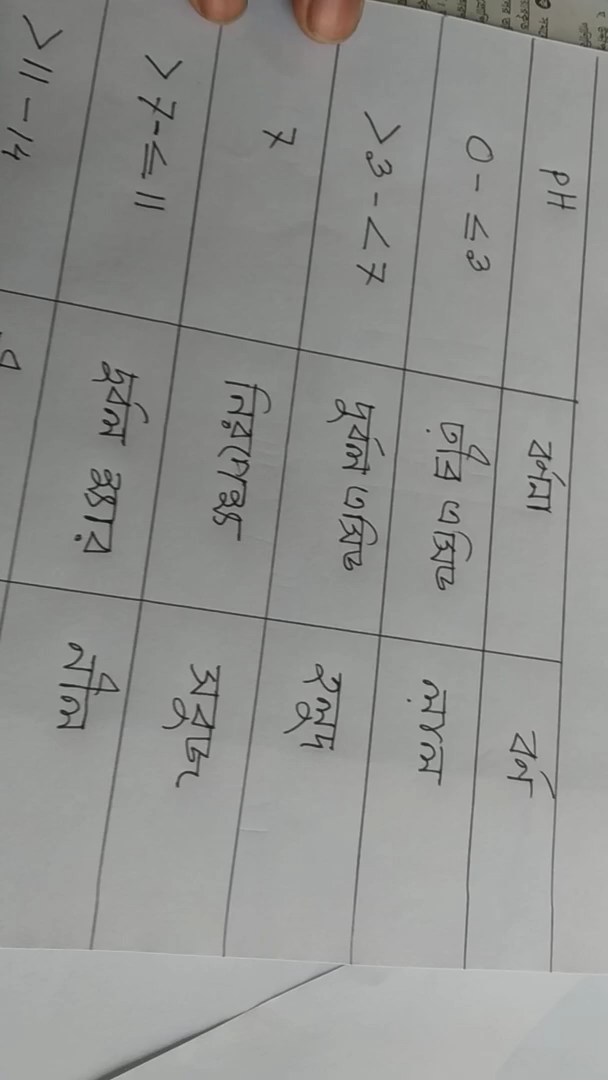 pH বর্ণনা বর্ণ
0 - ≤3 তীব্র এসিড লাল
>3 - <7 দুর্বল এসিড হলুদ
7 নিরপেক্ষ সবুজ
>7-≤ 11 দুর্বল ক্ষার নীল
>11-14